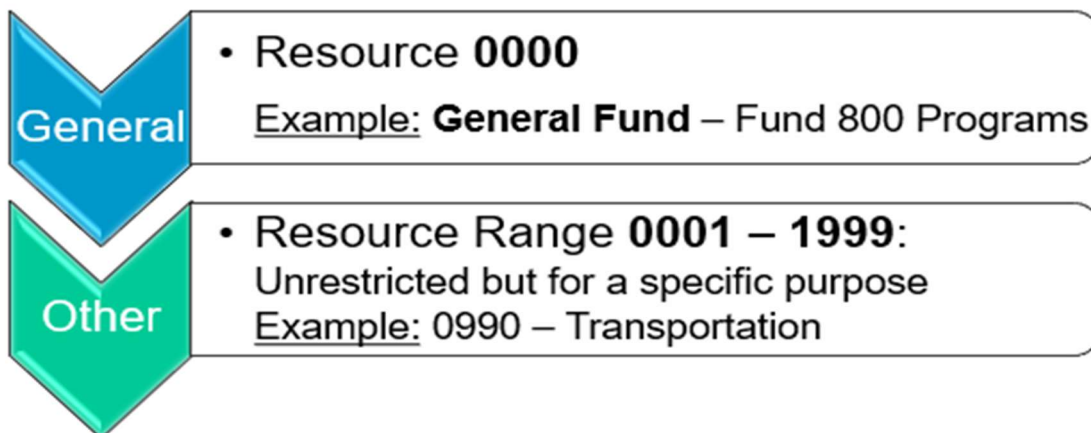 General
• Resource 0000
Example: General Fund – Fund 800 Programs
Other
• Resource Range 0001 – 1999:
Unrestricted but for a specific purpose
Example: 0990 – Transportation